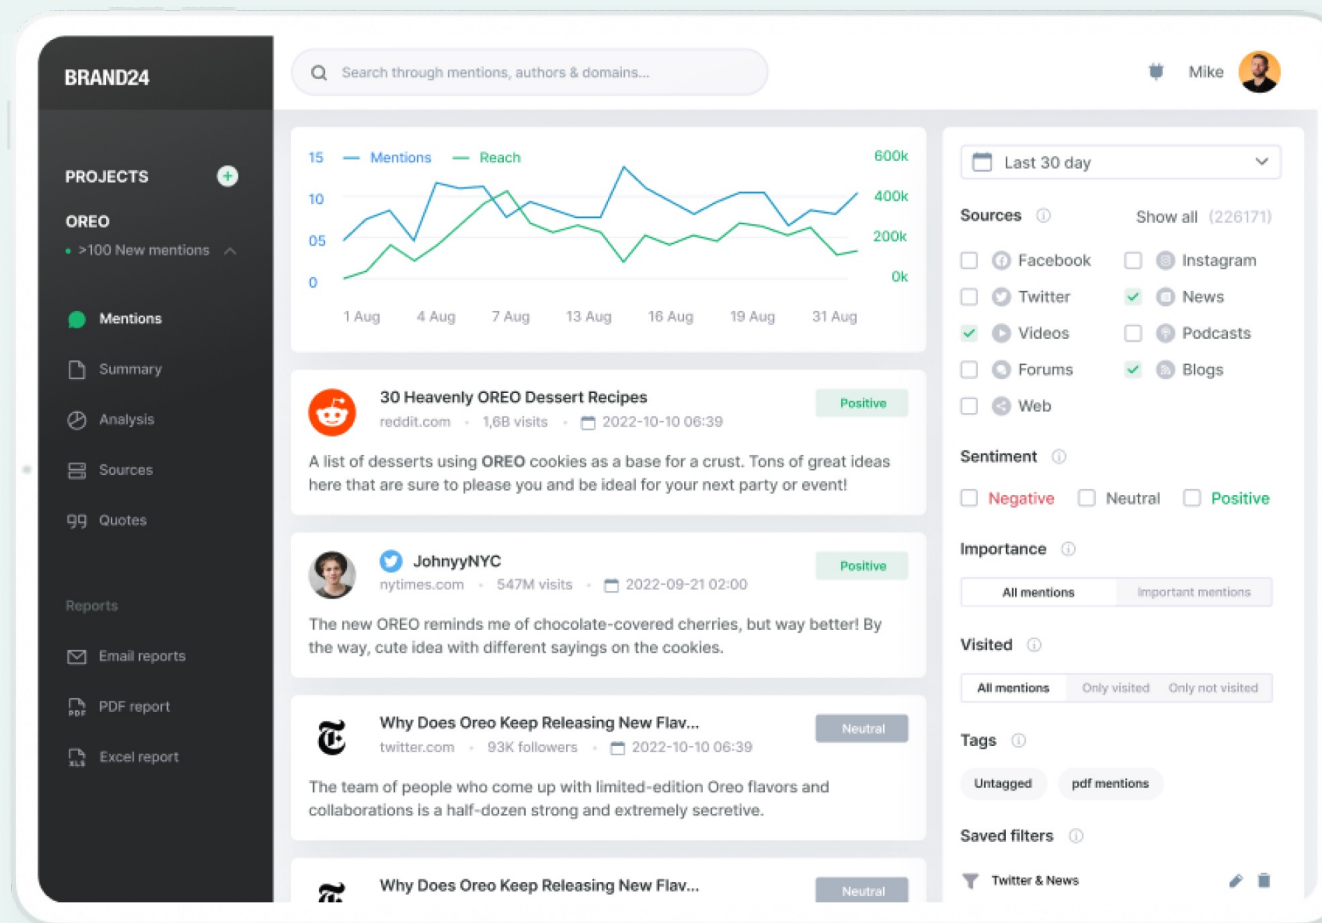 BRAND24
Search through mentions, authors & domains...
Mike
PROJECTS
OREO
>100 New mentions
Mentions
Summary
Analysis
Sources
Quotes
Reports
Email reports
PDF report
Excel report
15 Mentions Reach 600k
10 400k
05 200k
0 0k
1 Aug 4 Aug 7 Aug 13 Aug 16 Aug 19 Aug 31 Aug
30 Heavenly OREO Dessert Recipes
Positive
reddit.com • 1,6B visits • 2022-10-10 06:39
A list of desserts using OREO cookies as a base for a crust. Tons of great ideas
here that are sure to please you and be ideal for your next party or event!
JohnyyNYC
Positive
nytimes.com • 547M visits • 2022-09-21 02:00
The new OREO reminds me of chocolate-covered cherries, but way better! By
the way, cute idea with different sayings on the cookies.
Why Does Oreo Keep Releasing New Flav...
Neutral
twitter.com • 93K followers • 2022-10-10 06:39
The team of people who come up with limited-edition Oreo flavors and
collaborations is a half-dozen strong and extremely secretive.
Why Does Oreo Keep Releasing New Flav...
Neutral
Last 30 day
Sources Show all (226171)
Facebook Instagram
Twitter News
Videos Podcasts
Forums Blogs
Web
Sentiment
Negative Neutral Positive
Importance
All mentions Important mentions
Visited
All mentions Only visited Only not visited
Tags
Untagged pdf mentions
Saved filters
Twitter & News